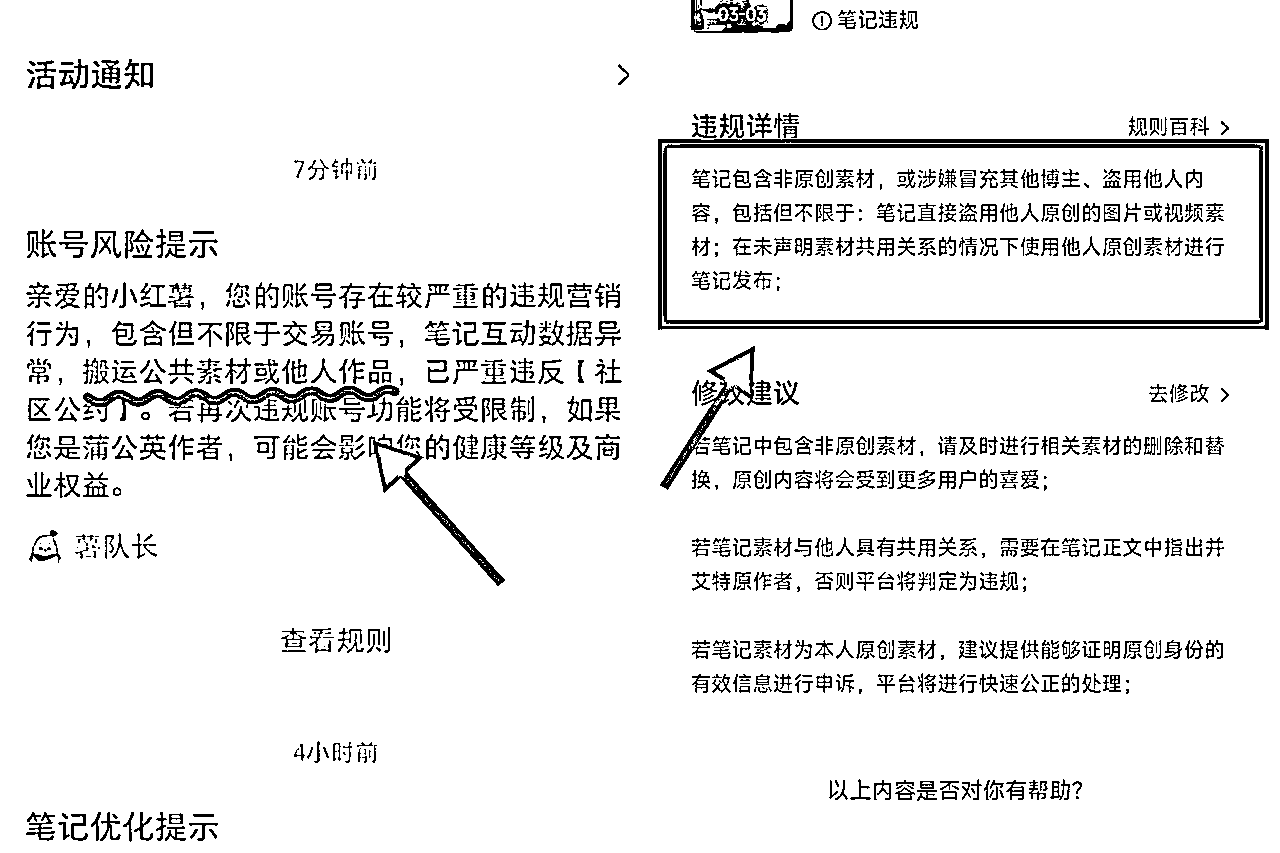 活动通知
7分钟前
账号风险提示
亲爱的小红薯，您的账号存在较严重的违规营销
行为，包含但不限于交易账号，笔记互动数据异
常，搬运公共素材或他人作品，已严重违反【社
区公约】。若再次违规账号功能将受限制，如果
您是蒲公英作者，可能会影响您的健康等级及商
业权益。
薯队长
查看规则
4小时前
笔记优化提示
03-03
笔记违规
违规详情
规则百科
笔记包含非原创素材，或涉嫌冒充其他博主、盗用他人内
容，包括但不限于：笔记直接盗用他人原创的图片或视频素
材；在未声明素材共用关系的情况下使用他人原创素材进行
笔记发布；
修改建议
去修改
若笔记中包含非原创素材，请及时进行相关素材的删除和替
换，原创内容将会受到更多用户的喜爱；
若笔记素材与他人具有共用关系，需要在笔记正文中指出并
艾特原作者，否则平台将判定为违规；
若笔记素材为本人原创素材，建议提供能够证明原创身份的
有效信息进行申诉，平台将进行快速公正的处理；
以上内容是否对你有帮助？